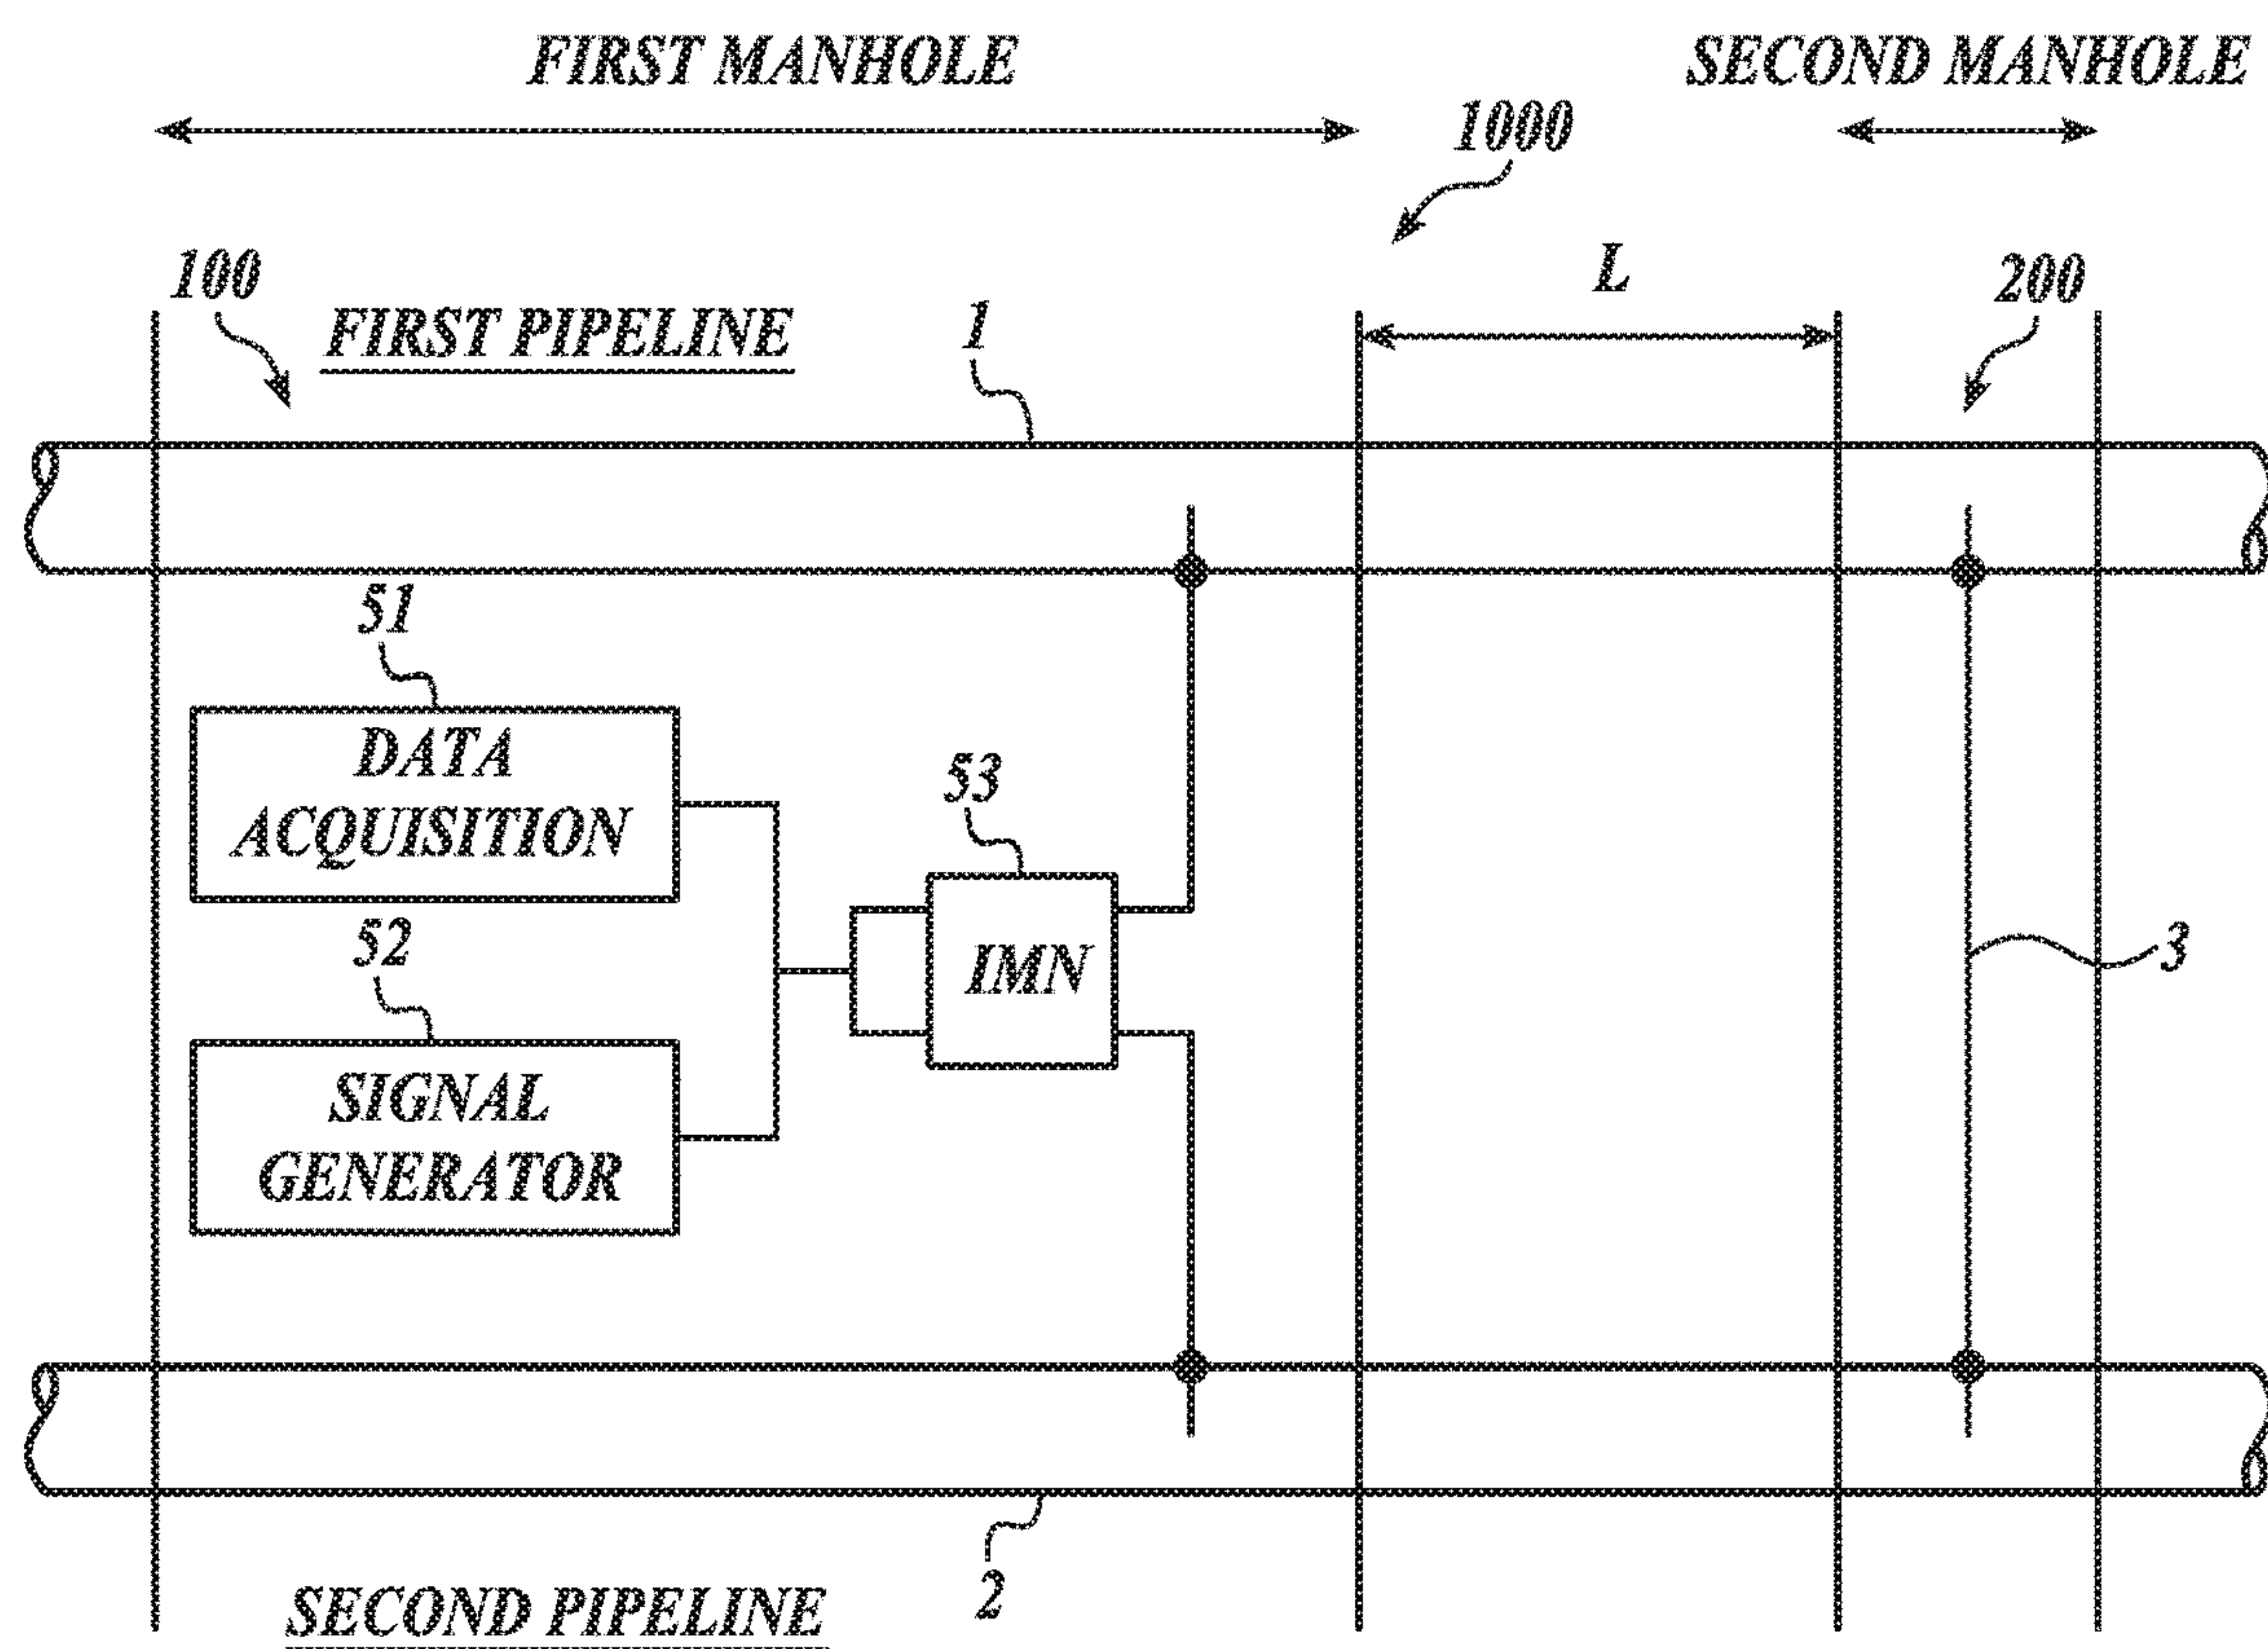 FIRST MANHOLE
SECOND MANHOLE
1000
100
FIRST PIPELINE
1
L
200
51
DATA
ACQUISITION
53
IMN
52
3
SIGNAL
GENERATOR
2
SECOND PIPELINE